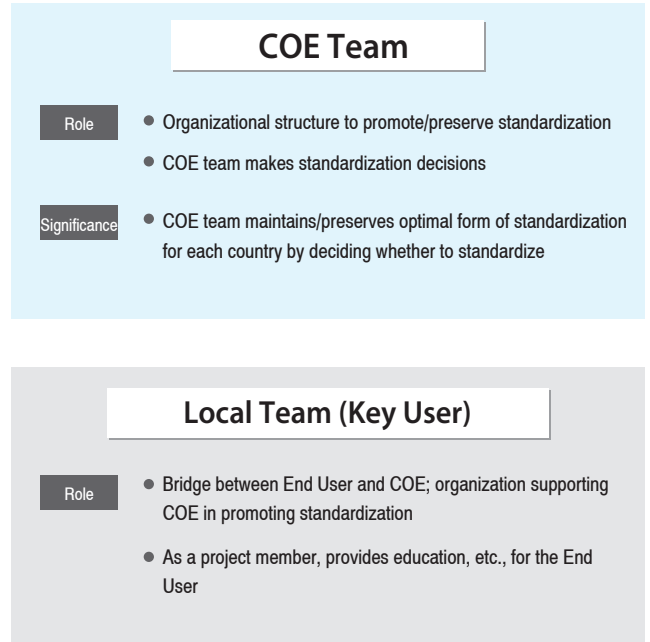 COE Team
Role
● Organizational structure to promote/preserve standardization
● COE team makes standardization decisions
Significance
● COE team maintains/preserves optimal form of standardization
for each country by deciding whether to standardize
Local Team (Key User)
Role
● Bridge between End User and COE; organization supporting
COE in promoting standardization
● As a project member, provides education, etc., for the End
User